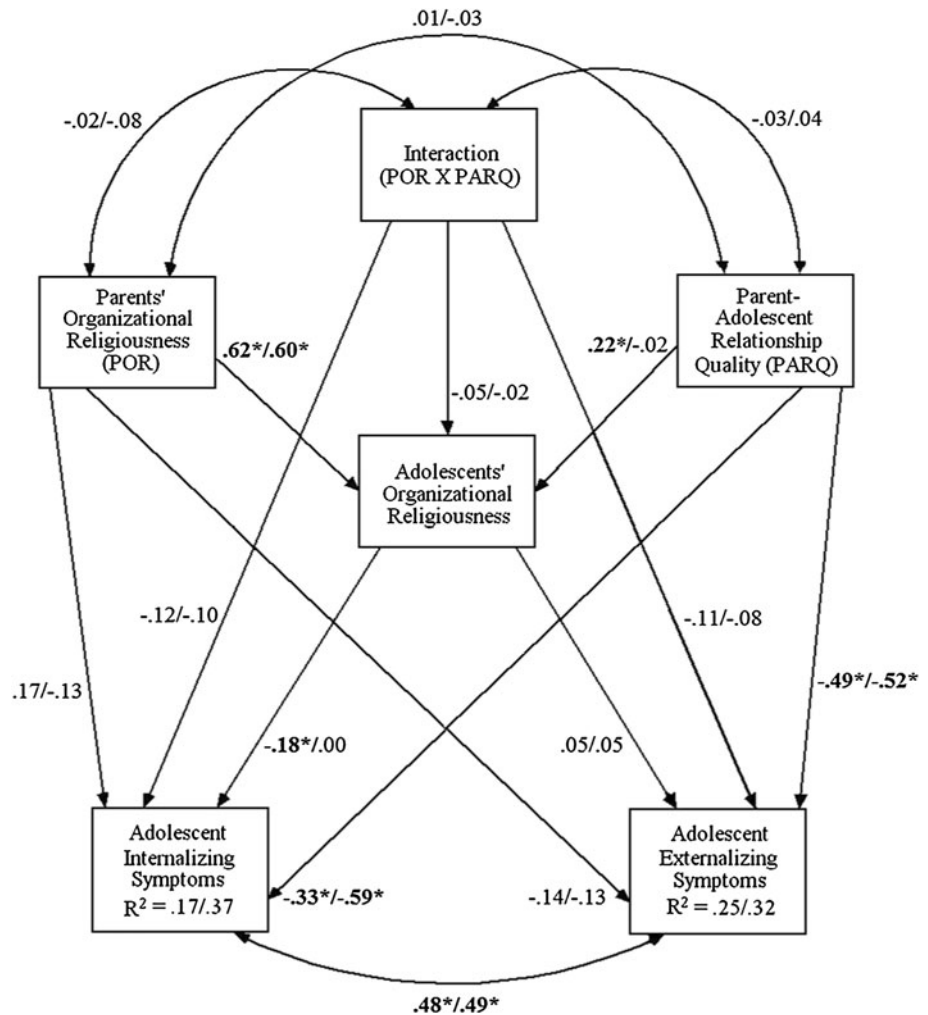 .01/-.03
-.02/-.08
-.03/.04
Interaction
(POR X PARQ)
Parents'
Organizational
Religiousness
(POR)
Parent-
Adolescent
Relationship
Quality (PARQ)
.62*/.60*
.22*/-.02
-.05/-.02
Adolescents'
Organizational
Religiousness
-.12/-.10
-.11/-.08
.17/-.13
-.49*/-.52*
-.18*/.00
.05/.05
Adolescent
Internalizing
Symptoms
R² = .17/.37
-.33*/-.59*
-.14/-.13
Adolescent
Externalizing
Symptoms
R² = .25/.32
.48*/.49*